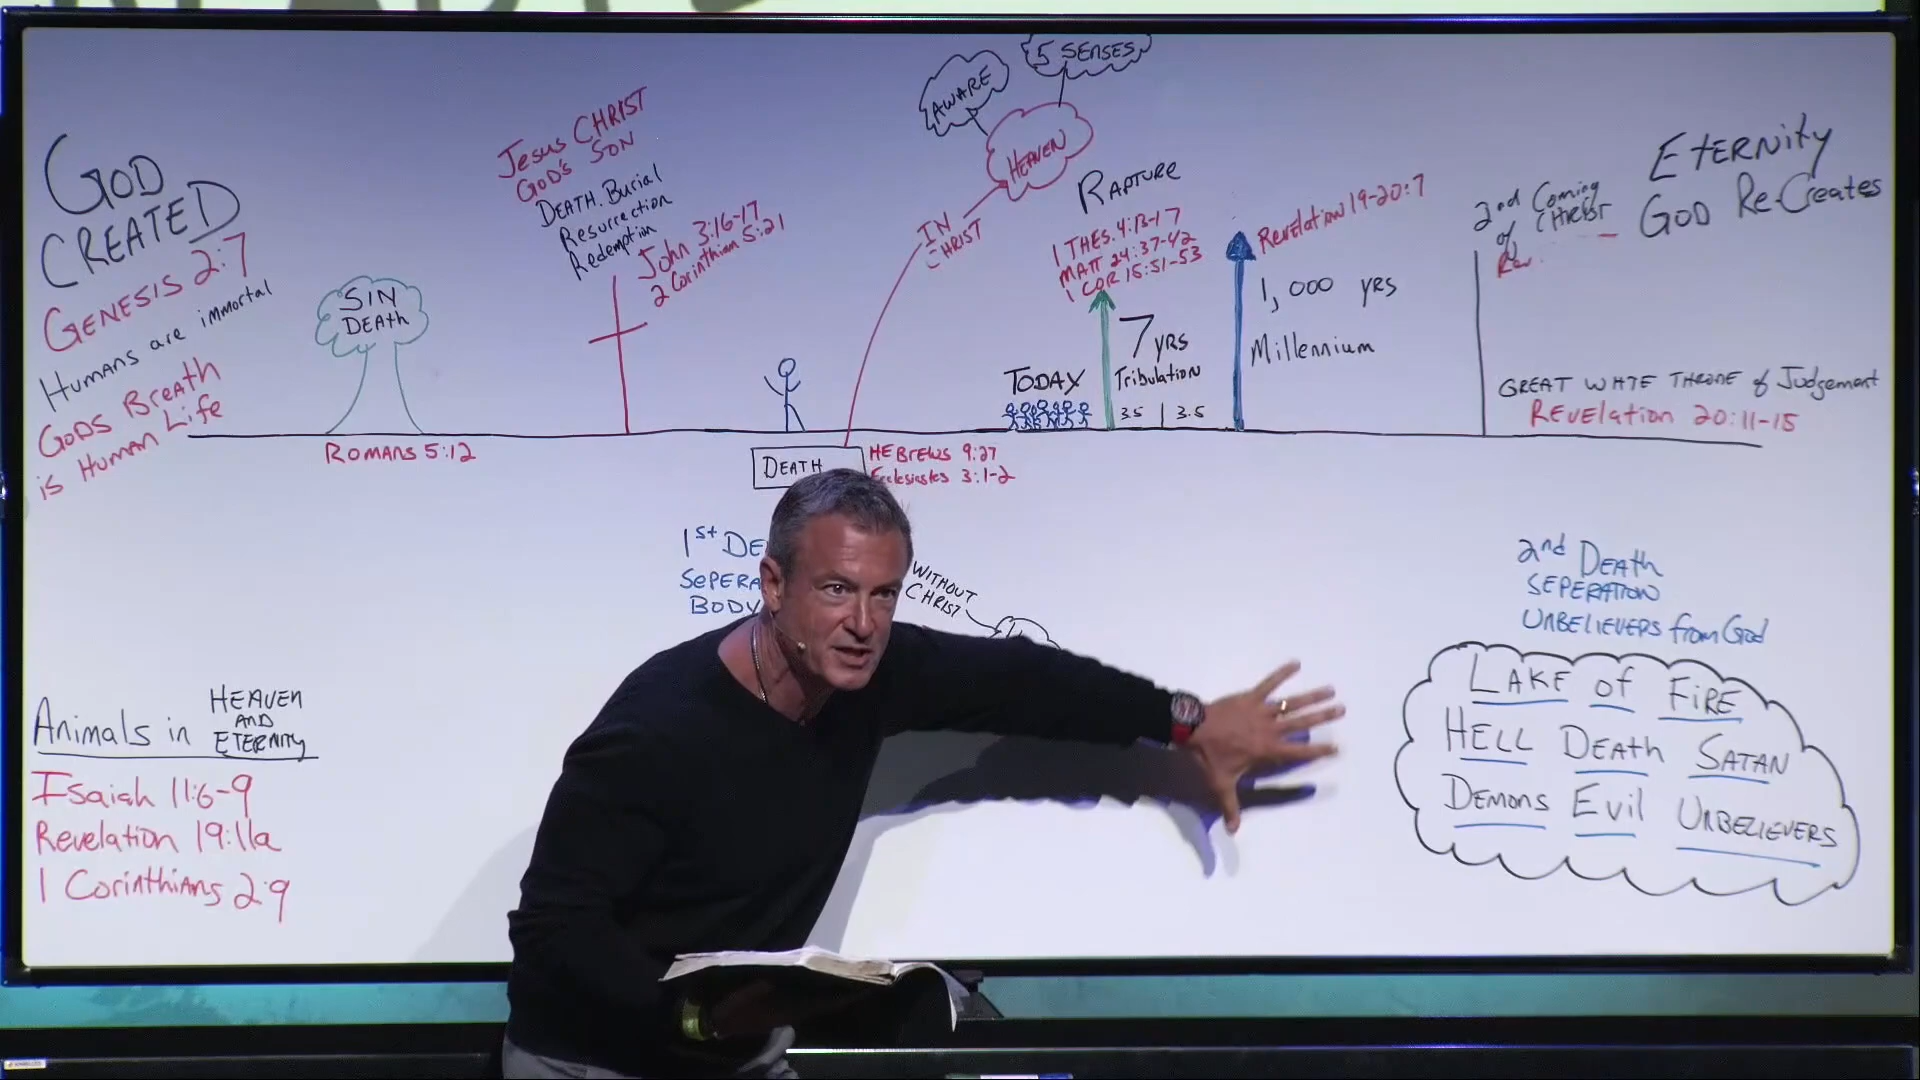 GOD
CREATED
GENESIS 2:7
Humans are immortal
GODS BREATH
is Human Life
SIN
DEATH
ROMANS 5:12
Jesus CHRIST
GOD'S SON
DEATH. Burial
Resurrection
Redemption
John 3:16-17
2 Corinthian 5:21
AWARE
5 SENSES
HEAVEN
IN
CHRIST
DEATH
HEBREWS 9:27
Ecclesiastes 3:1-2
RAPTURE
1 THES. 4:13-17
MATT 24:37-42
1 COR 15:51-53
TODAY
7 YRS
Tribulation
3.5 | 3.5
Revelation 19-20:7
1,000 YRS
Millennium
2nd Coming
of CHRIST
Rev.
ETERNITY
GOD Re-Creates
GREAT WHITE THRONE of Judgement
REVELATION 20:11-15
1st DE
SEPERA
BODY
WITHOUT
CHRIST
2nd DEATH
SEPERATION
UNBELIEVERS from God
LAKE of FIRE
HELL DEATH SATAN
DEMONS EVIL UNBELIEVERS
Animals in HEAVEN
AND
ETERNITY
Isaiah 11:6-9
Revelation 19:11a
1 Corinthians 2:9